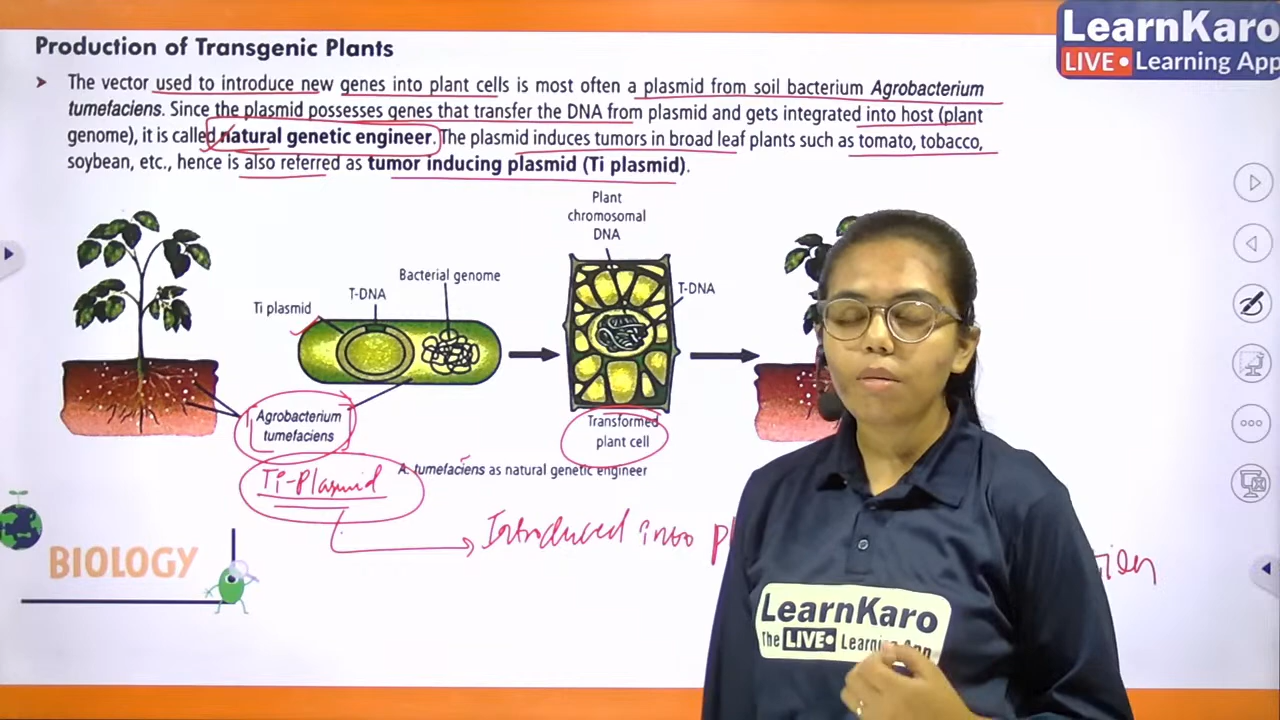 Production of Transgenic Plants
LearnKaro
LIVE • Learning App
The vector used to introduce new genes into plant cells is most often a plasmid from soil bacterium Agrobacterium
tumefaciens. Since the plasmid possesses genes that transfer the DNA from plasmid and gets integrated into host (plant
genome), it is called natural genetic engineer. The plasmid induces tumors in broad leaf plants such as tomato, tobacco,
soybean, etc., hence is also referred as tumor inducing plasmid (Ti plasmid).
Plant
chromosomal
DNA
Bacterial genome
T-DNA
T-DNA
Ti plasmid
Agrobacterium
tumefaciens
Transformed
plant cell
A. tumefaciens as natural genetic engineer
Ti-Plasmid
Introduced into
BIOLOGY
LearnKaro
The LIVE • Learning App